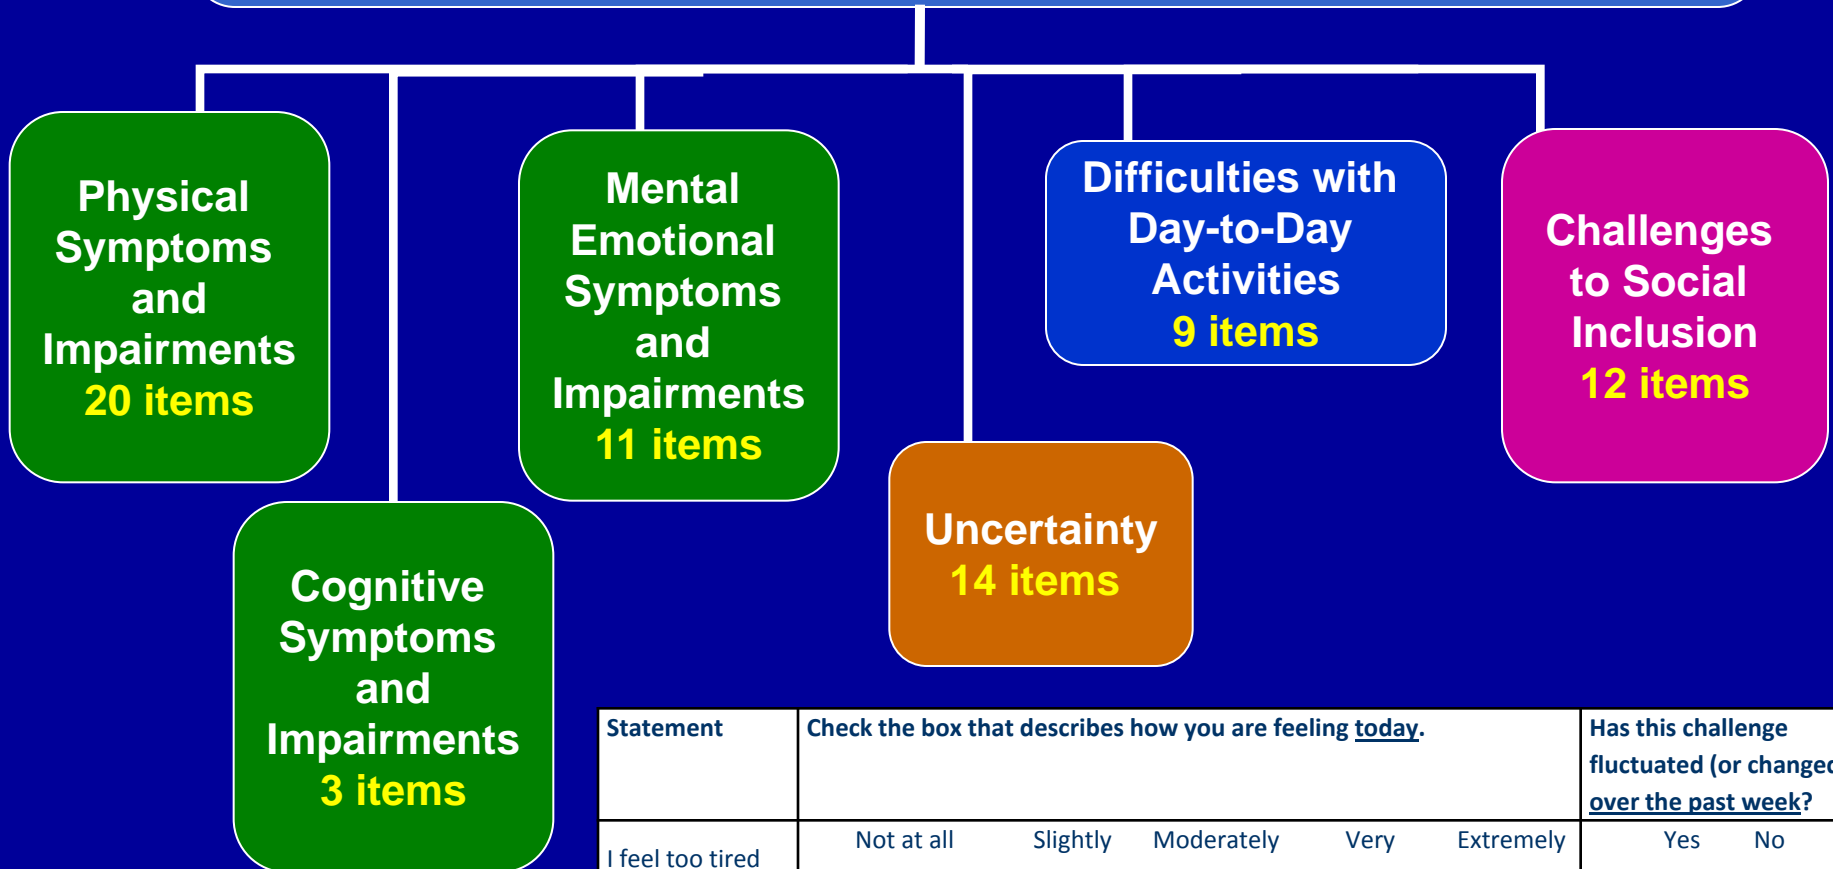 Physical
Symptoms
and
Impairments
20 items
Cognitive
Symptoms
and
Impairments
3 items
Mental
Emotional
Symptoms
and
Impairments
11 items
Uncertainty
14 items
Difficulties with
Day-to-Day
Activities
9 items
Challenges
to Social
Inclusion
12 items
Statement
Check the box that describes how you are feeling today.
Has this challenge
fluctuated (or changed
over the past week?
I feel too tired
Not at all Slightly Moderately Very Extremely
Yes No